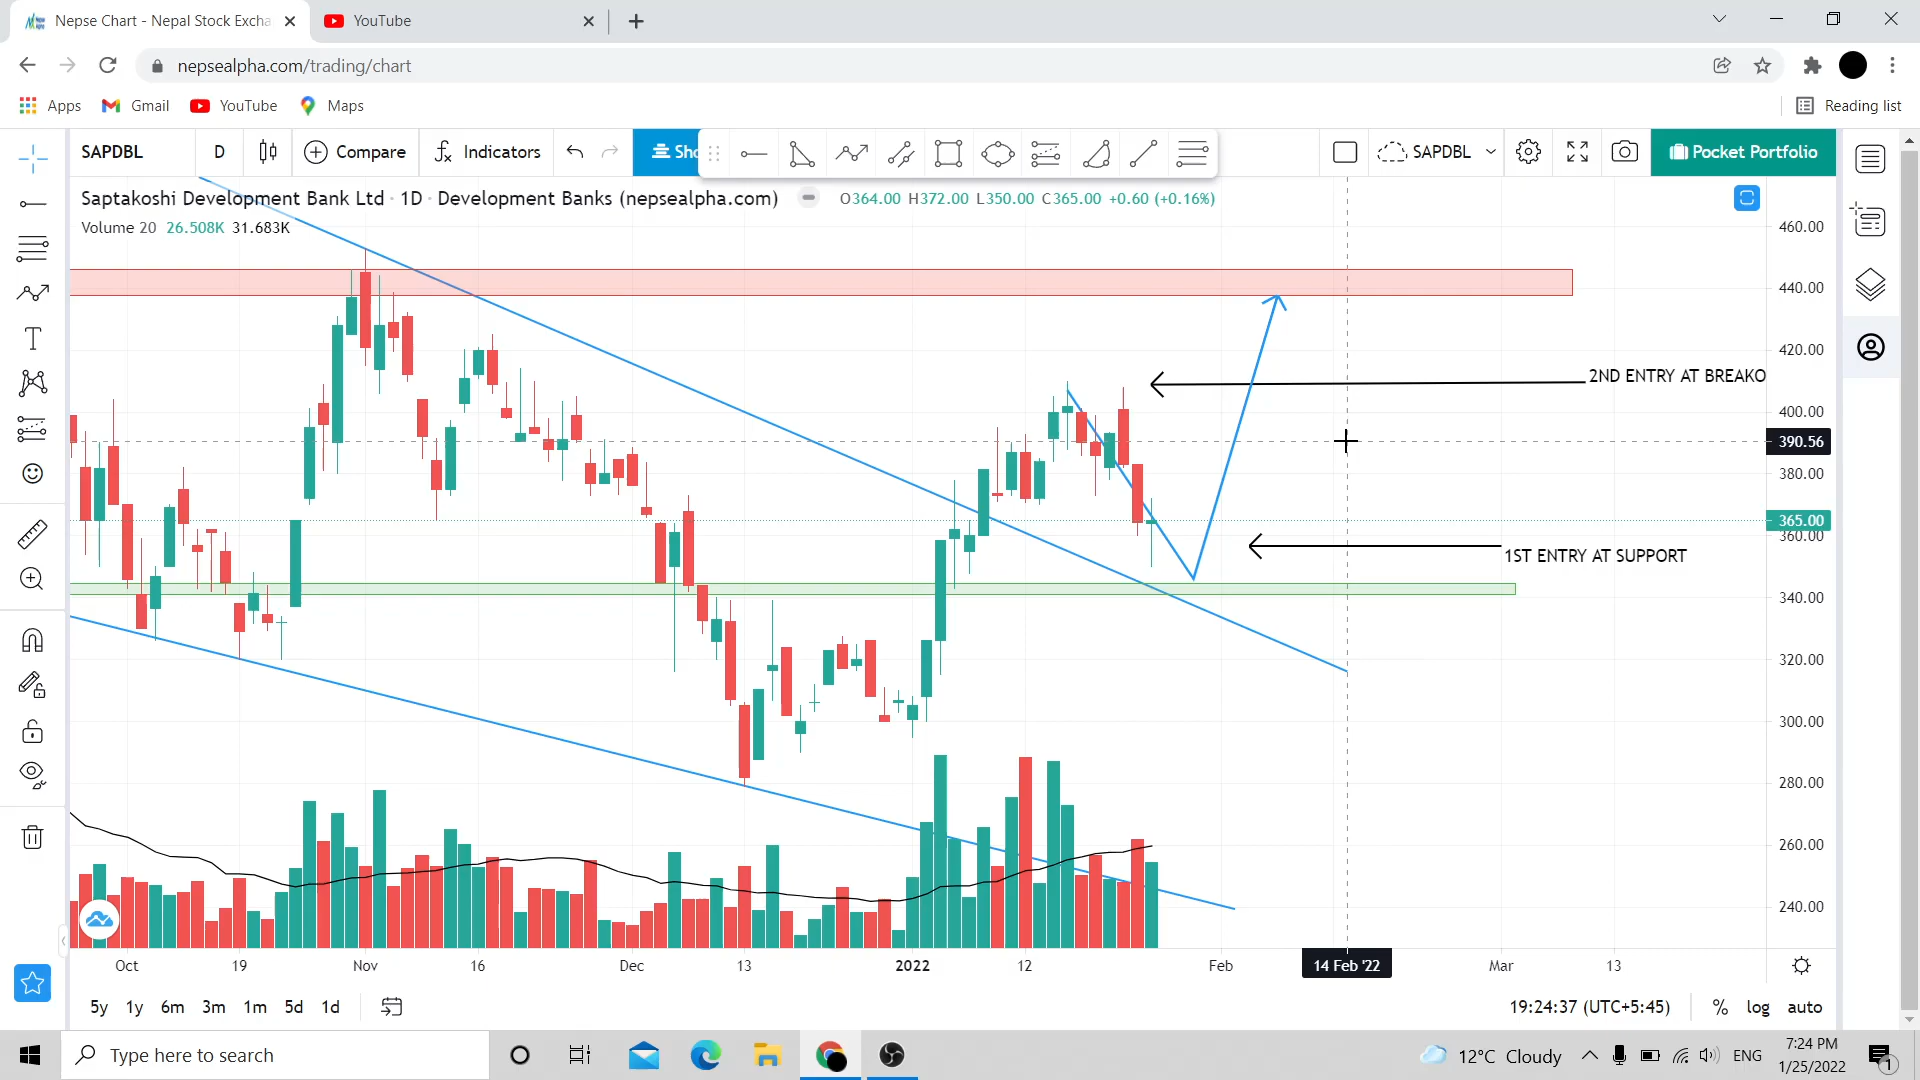 Nepse Chart - Nepal Stock Excha
YouTube
nepsealpha.com/trading/chart
Apps
Gmail
YouTube
Maps
Reading list
SAPDBL
D
Compare
Indicators
Sho
SAPDBL
Pocket Portfolio
Saptakoshi Development Bank Ltd · 1D · Development Banks (nepsealpha.com)
O364.00 H372.00 L350.00 C365.00 +0.60 (+0.16%)
Volume 20 26.508K 31.683K
460.00
440.00
420.00
2ND ENTRY AT BREAKO
400.00
390.56
380.00
365.00
360.00
1ST ENTRY AT SUPPORT
340.00
320.00
300.00
280.00
260.00
240.00
Oct
19
Nov
16
Dec
13
2022
12
Feb
14 Feb '22
Mar
13
5y 1y 6m 3m 1m 5d 1d
19:24:37 (UTC+5:45)
% log auto
Type here to search
12°C Cloudy
ENG
7:24 PM
1/25/2022
1